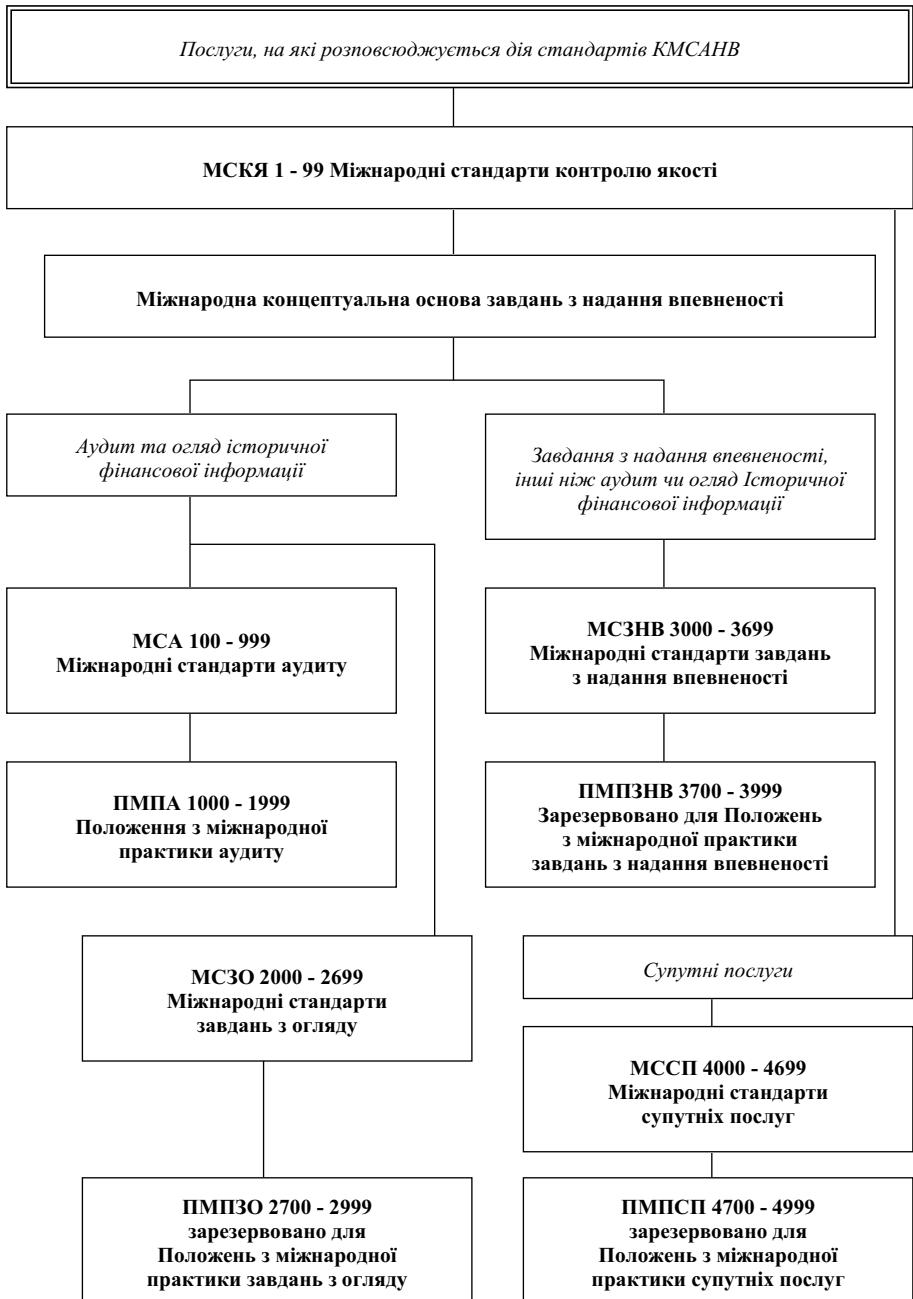 Послуги, на які розповсюджується дія стандартів КМСАНВ
МСКЯ 1 - 99 Міжнародні стандарти контролю якості
Міжнародна концептуальна основа завдань з надання впевненості
Аудит та огляд історичної
фінансової інформації
Завдання з надання впевненості,
інші ніж аудит чи огляд Історичної
фінансової інформації
МСА 100 - 999
Міжнародні стандарти аудиту
МСЗНВ 3000 - 3699
Міжнародні стандарти завдань
з надання впевненості
ПМПА 1000 - 1999
Положення з міжнародної
практики аудиту
ПМПЗНВ 3700 - 3999
Зарезервовано для Положень
з міжнародної практики
завдань з надання впевненості
МСЗО 2000 - 2699
Міжнародні стандарти
завдань з огляду
Супутні послуги
МССП 4000 - 4699
Міжнародні стандарти
супутніх послуг
ПМПЗО 2700 - 2999
зарезервовано для
Положень з міжнародної
практики завдань з огляду
ПМПСП 4700 - 4999
зарезервовано для
Положень з міжнародної
практики супутніх послуг